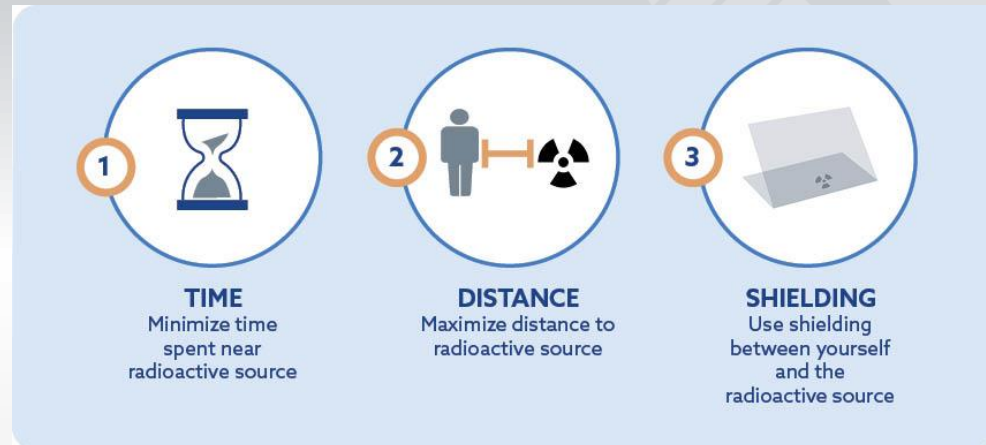 1
TIME
Minimize time
spent near
radioactive source
2
DISTANCE
Maximize distance to
radioactive source
3
SHIELDING
Use shielding
between yourself
and the
radioactive source